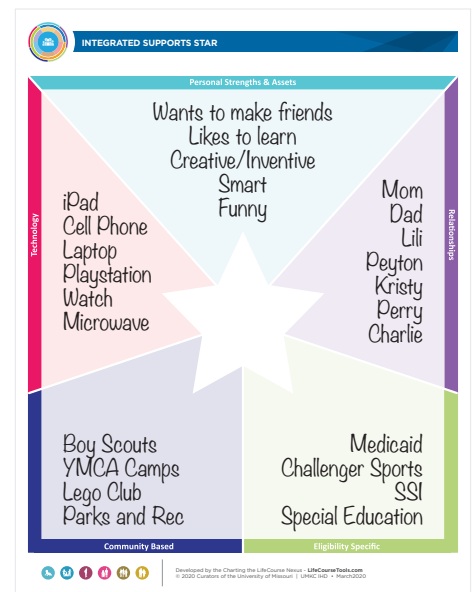 INTEGRATED SUPPORTS STAR
Personal Strengths & Assets
Wants to make friends
Likes to learn
Creative/Inventive
Smart
Funny
Technology
iPad
Cell Phone
Laptop
Playstation
Watch
Microwave
Relationships
Mom
Dad
Lili
Peyton
Kristy
Perry
Charlie
Boy Scouts
YMCA Camps
Lego Club
Parks and Rec
Community Based
Medicaid
Challenger Sports
SSI
Special Education
Eligibility Specific
Developed by the Charting the LifeCourse Nexus - LifeCourseTools.com
© 2020 Curators of the University of Missouri | UMKC IHD • March2020